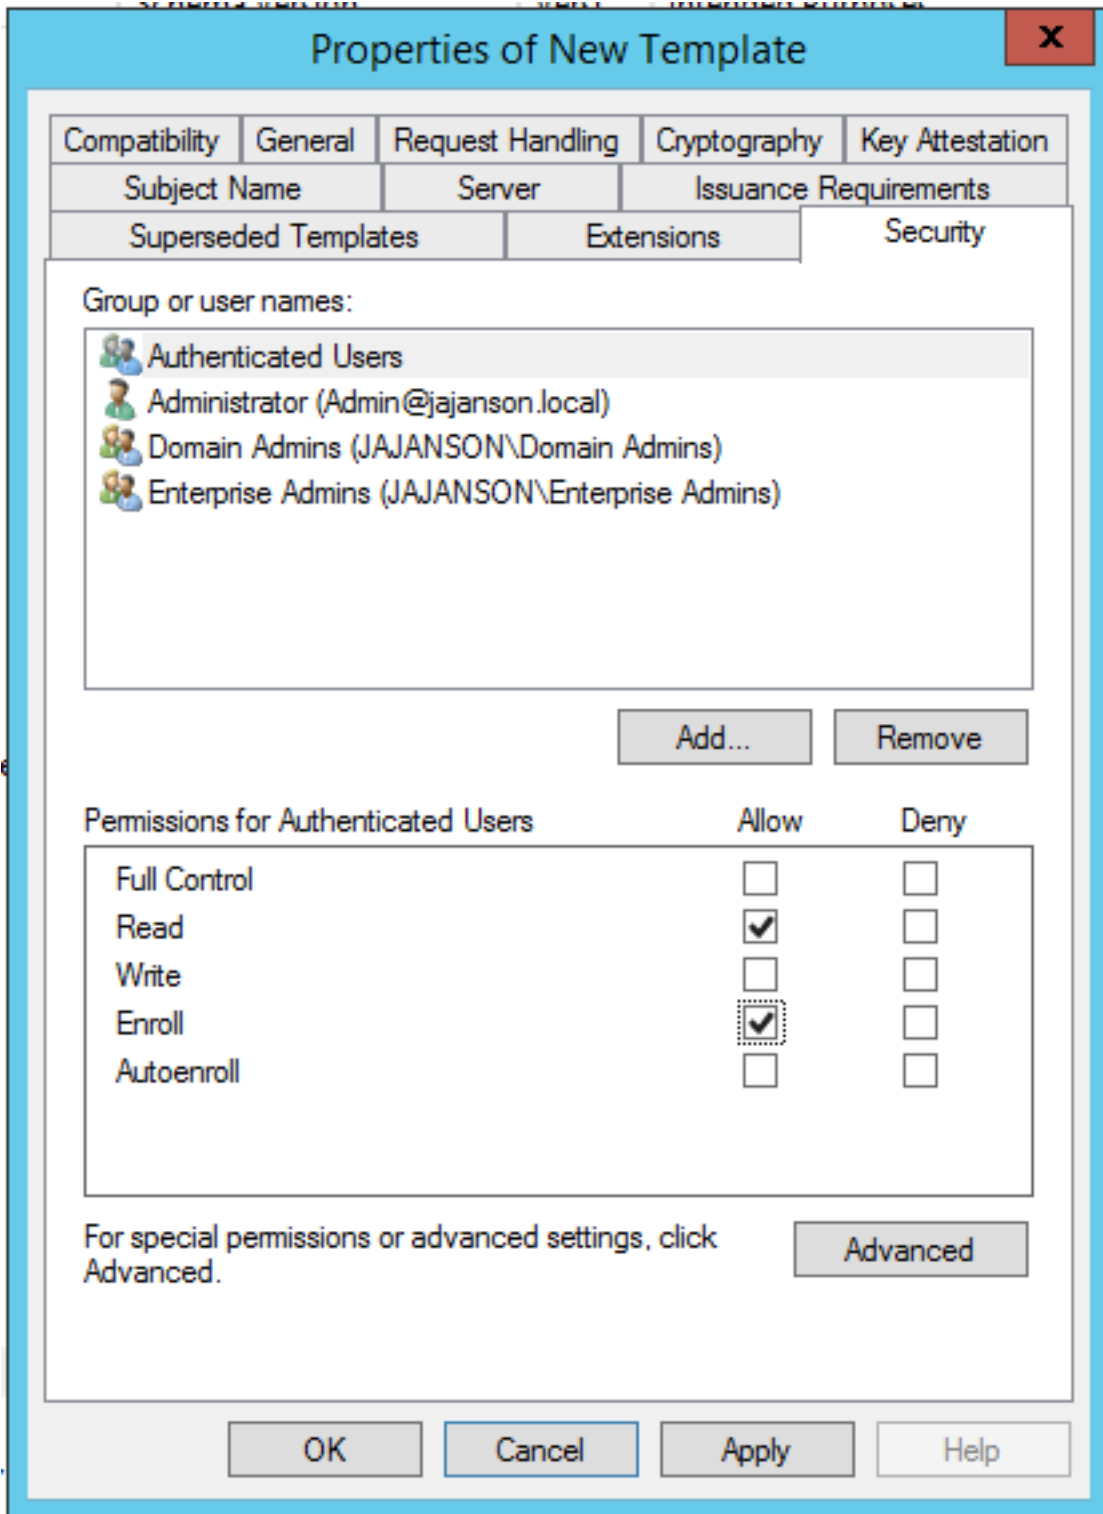 Properties of New Template
x
Compatibility General Request Handling Cryptography Key Attestation
Subject Name Server Issuance Requirements
Superseded Templates Extensions Security
Group or user names:
Authenticated Users
Administrator (Admin@jajanson.local)
Domain Admins (JAJANSON\Domain Admins)
Enterprise Admins (JAJANSON\Enterprise Admins)
Add... Remove
Permissions for Authenticated Users Allow Deny
Full Control
Read
Write
Enroll
Autoenroll
For special permissions or advanced settings, click
Advanced.
Advanced
OK Cancel Apply Help